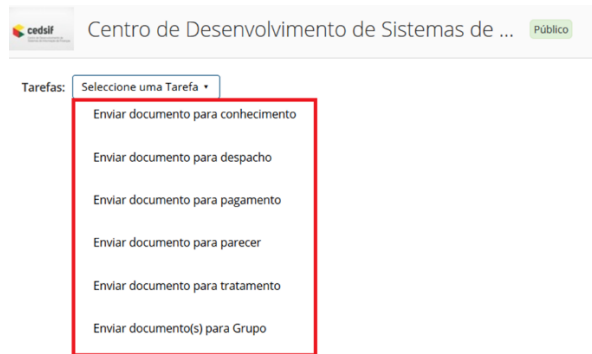 cedsif
Centro de Desenvolvimento de Sistemas de ...
Público
Tarefas:
Seleccione uma Tarefa
Enviar documento para conhecimento
Enviar documento para despacho
Enviar documento para pagamento
Enviar documento para parecer
Enviar documento para tratamento
Enviar documento(s) para Grupo